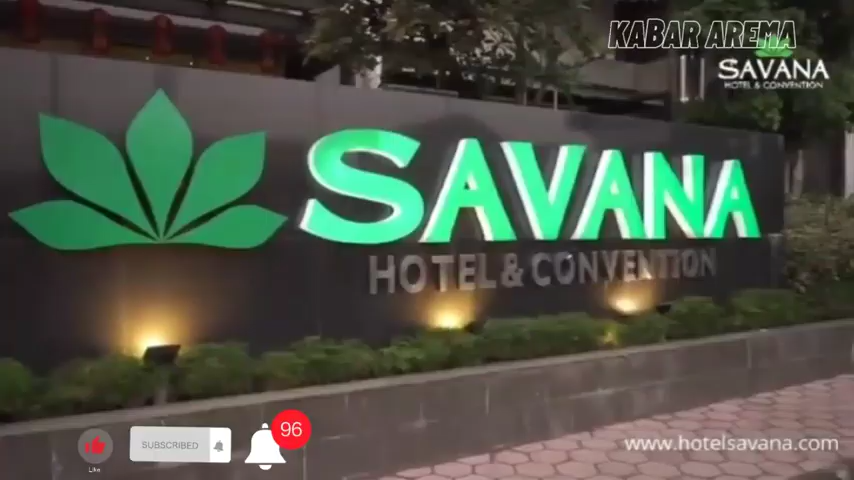 KABAR AREMA
SAVANA
HOTEL & CONVENTION
SAVANA
HOTEL & CONVENTION
Like
SUBSCRIBED
96
www.hotelsavana.com